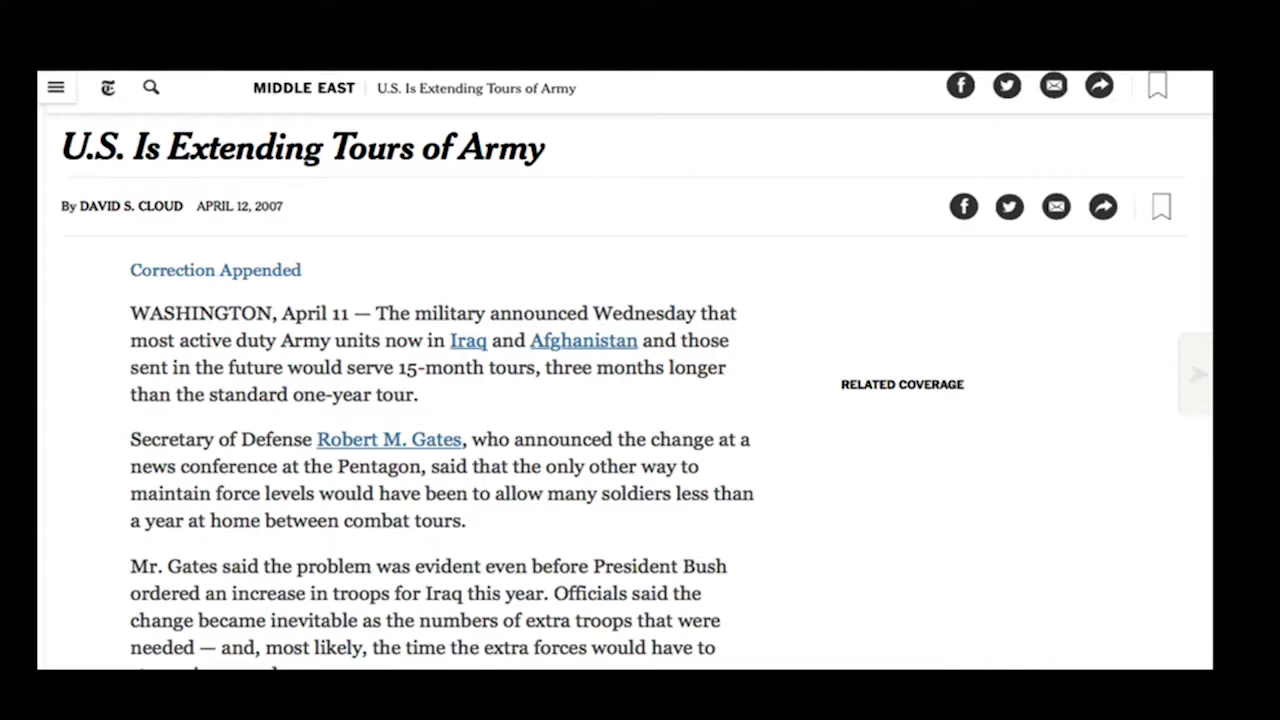 MIDDLE EAST U.S. Is Extending Tours of Army
U.S. Is Extending Tours of Army
By DAVID S. CLOUD APRIL 12, 2007
Correction Appended
WASHINGTON, April 11 — The military announced Wednesday that
most active duty Army units now in Iraq and Afghanistan and those
sent in the future would serve 15-month tours, three months longer
than the standard one-year tour.
RELATED COVERAGE
Secretary of Defense Robert M. Gates, who announced the change at a
news conference at the Pentagon, said that the only other way to
maintain force levels would have been to allow many soldiers less than
a year at home between combat tours.
Mr. Gates said the problem was evident even before President Bush
ordered an increase in troops for Iraq this year. Officials said the
change became inevitable as the numbers of extra troops that were
needed — and, most likely, the time the extra forces would have to